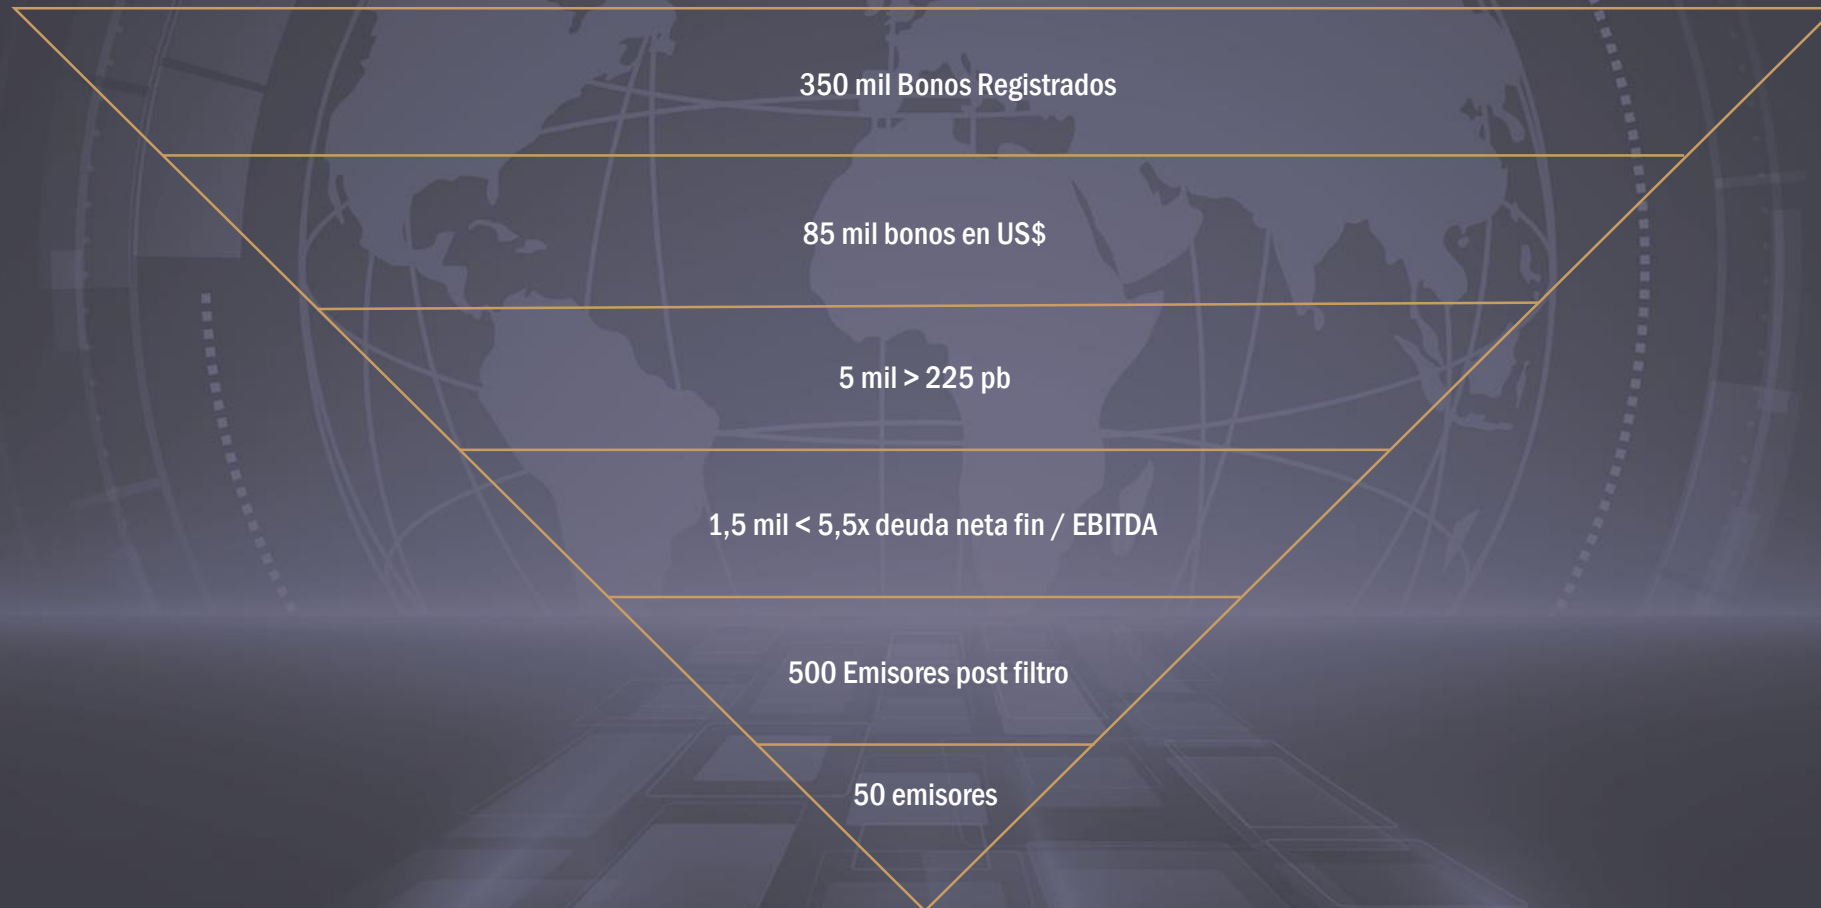 350 mil Bonos Registrados
85 mil bonos en US$
5 mil > 225 pb
1,5 mil < 5,5x deuda neta fin / EBITDA
500 Emisores post filtro
50 emisores